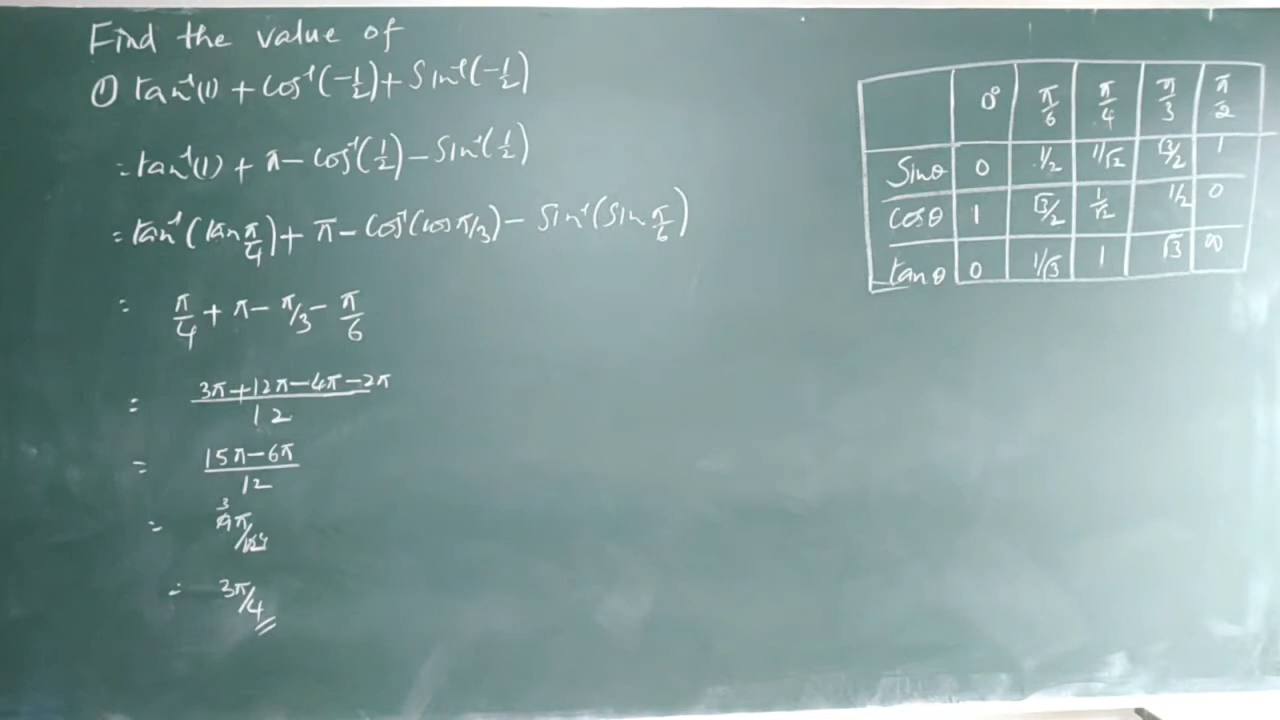 Find the value of
① tan⁻¹(1) + cos⁻¹(-1/2) + Sin⁻¹(-1/2)
= tan⁻¹(1) + π - cos⁻¹(1/2) - Sin⁻¹(1/2)
= tan⁻¹(tan π/4) + π - cos⁻¹(cos π/3) - Sin⁻¹(Sin π/6)
= π/4 + π - π/3 - π/6
= 3π+12π-4π-2π / 12
= 15π-6π / 12
= 3 9π/12 4
= 3π/4
0° π/6 π/4 π/3 π/2
Sinθ 0 1/2 1/√2 √3/2 1
cosθ 1 √3/2 1/√2 1/2 0
tanθ 0 1/√3 1 √3 ∞